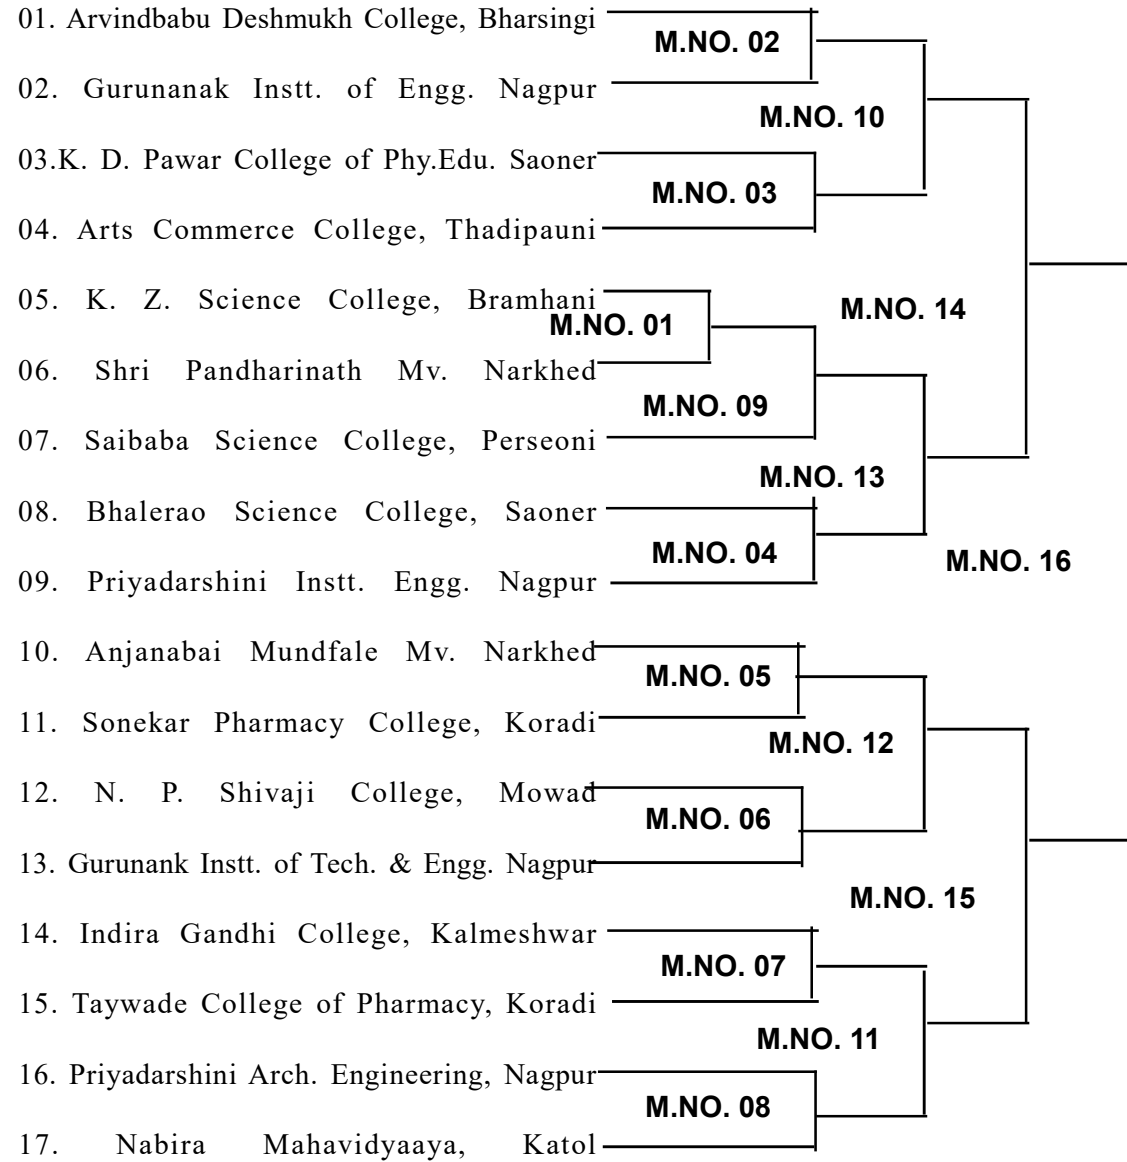 01. Arvindbabu Deshmukh College, Bharsingi
M.NO. 02
02. Gurunanak Instt. of Engg. Nagpur
M.NO. 10
03.K. D. Pawar College of Phy.Edu. Saoner
M.NO. 03
04. Arts Commerce College, Thadipauni
05. K. Z. Science College, Bramhani
M.NO. 14
M.NO. 01
06. Shri Pandharinath Mv. Narkhed
M.NO. 09
07. Saibaba Science College, Perseoni
M.NO. 13
08. Bhalerao Science College, Saoner
M.NO. 04
M.NO. 16
09. Priyadarshini Instt. Engg. Nagpur
10. Anjanabai Mundfale Mv. Narkhed
M.NO. 05
11. Sonekar Pharmacy College, Koradi
M.NO. 12
12. N. P. Shivaji College, Mowad
M.NO. 06
13. Gurunank Instt. of Tech. & Engg. Nagpur
M.NO. 15
14. Indira Gandhi College, Kalmeshwar
M.NO. 07
15. Taywade College of Pharmacy, Koradi
M.NO. 11
16. Priyadarshini Arch. Engineering, Nagpur
M.NO. 08
17. Nabira Mahavidyaaya, Katol